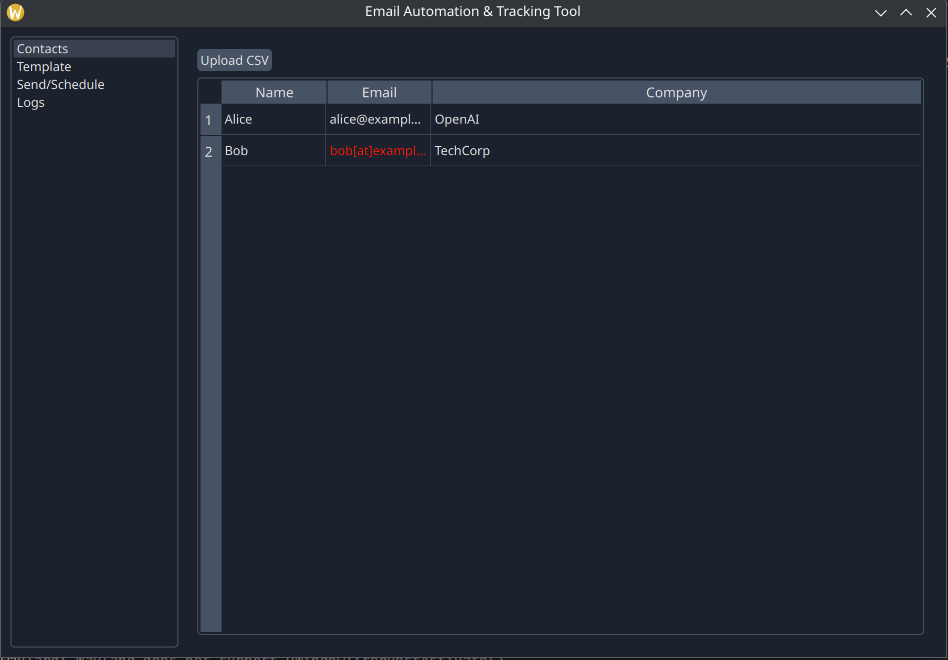 W
Email Automation & Tracking Tool
Contacts
Template
Send/Schedule
Logs
Upload CSV
Name Email Company
1 Alice alice@exampl... OpenAI
2 Bob bob[at]exampl... TechCorp